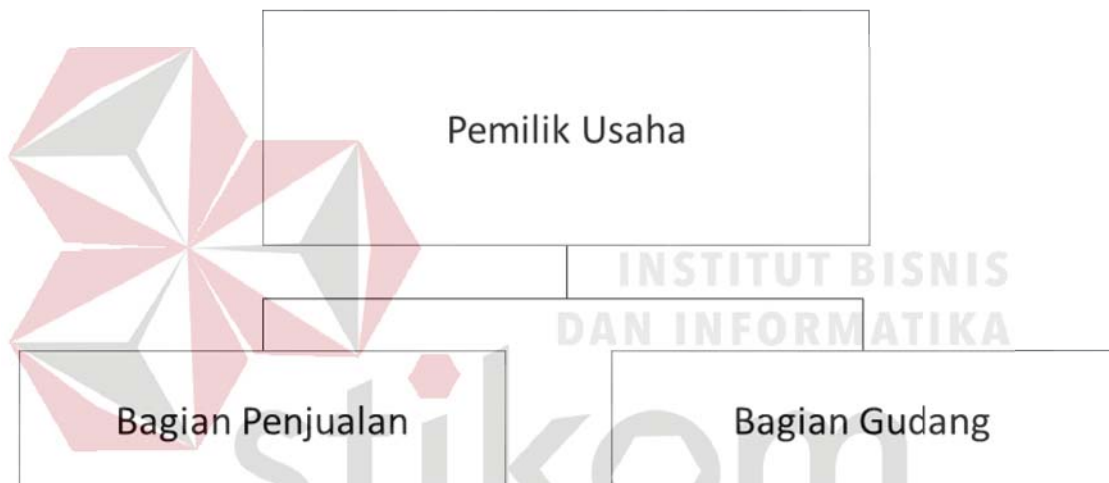 Pemilik Usaha
INSTITUT BISNIS
DAN INFORMATIKA
Bagian Penjualan
Bagian Gudang
stikom